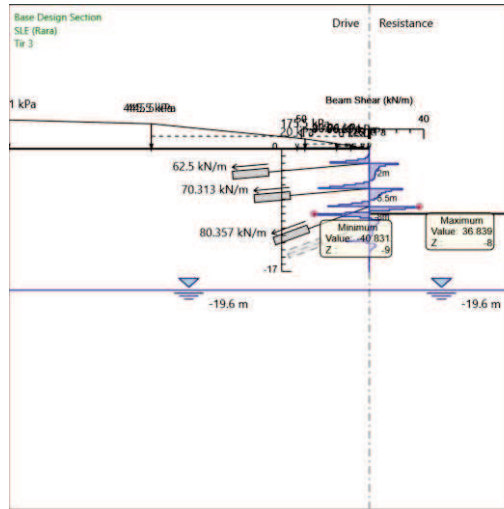 Base Design Section
SLE (Rara)
Tir 3
Drive
Resistance
Beam Shear (kN/m)
1 kPa
50
40
0
62.5 kN/m
-2m
70.313 kN/m
-5.5m
80.357 kN/m
-8m
Minimum
Value: -40.831
Z : -9
Maximum
Value: 36.839
Z : -8
-17
-19.6 m
-19.6 m